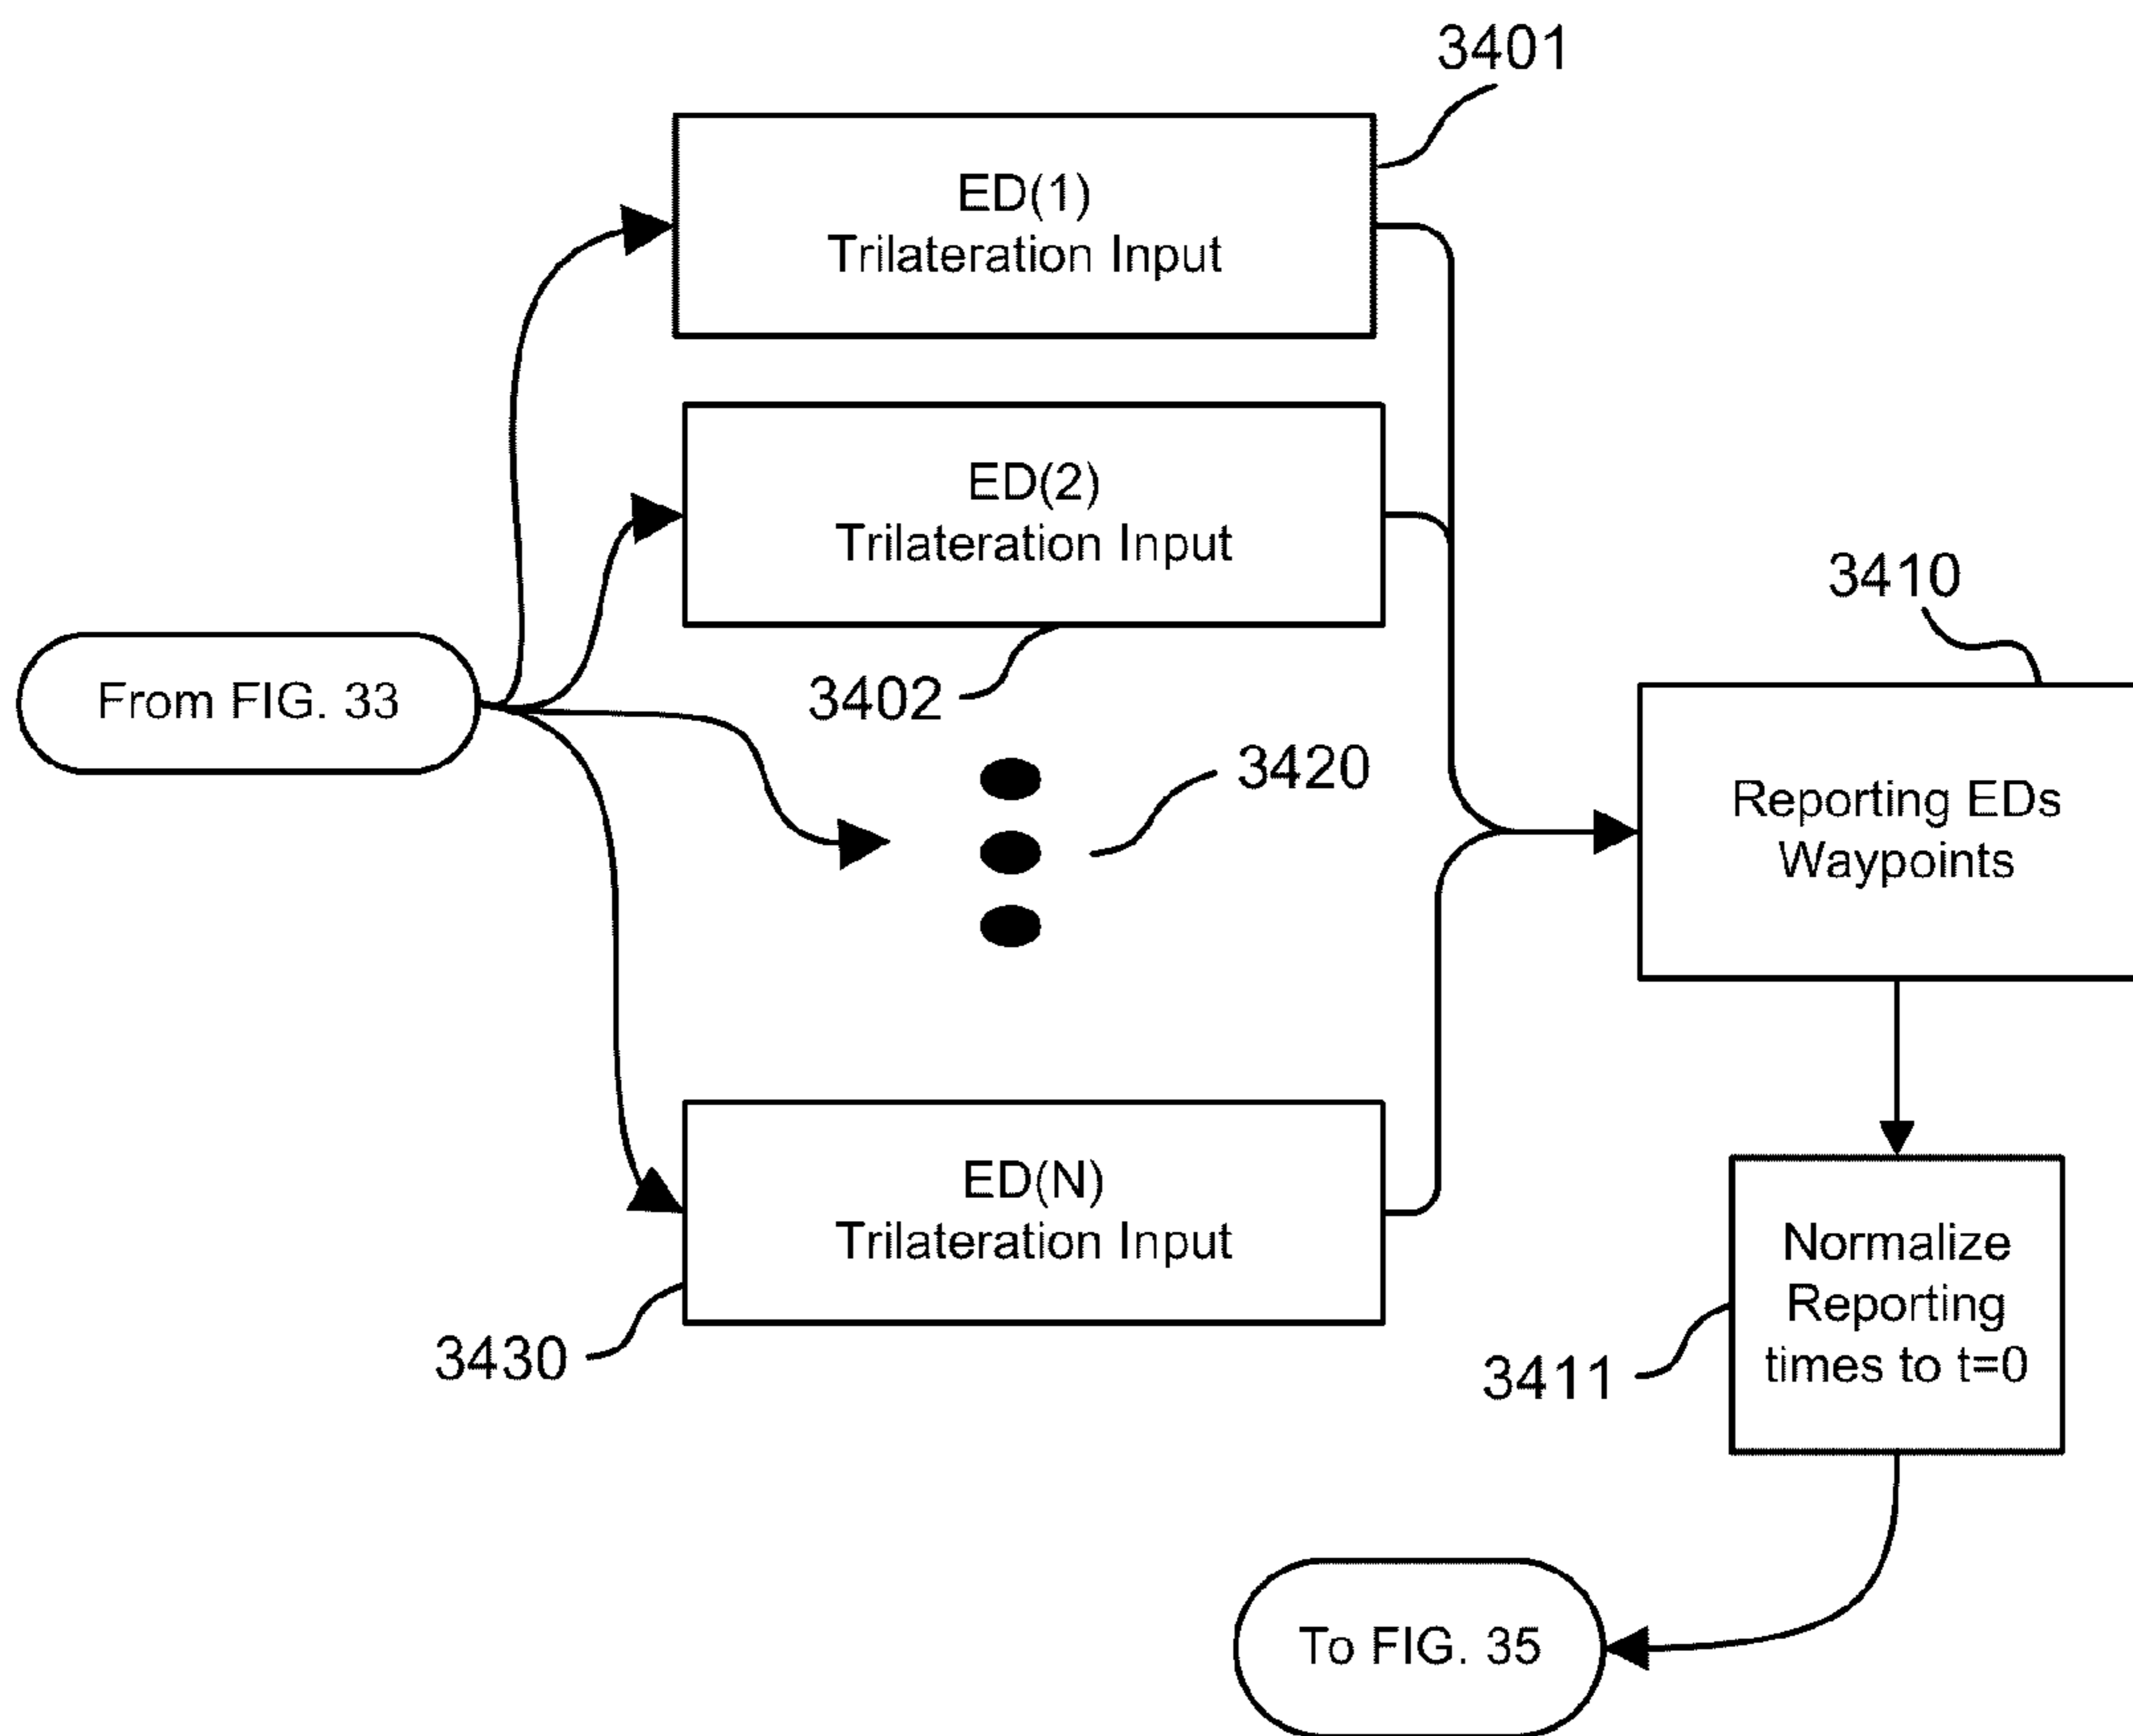 3401
ED(1)
Trilateration Input
ED(2)
Trilateration Input
3402
From FIG. 33
3420
3410
Reporting EDs
Waypoints
ED(N)
Trilateration Input
3430
Normalize
Reporting
times to t=0
3411
To FIG. 35